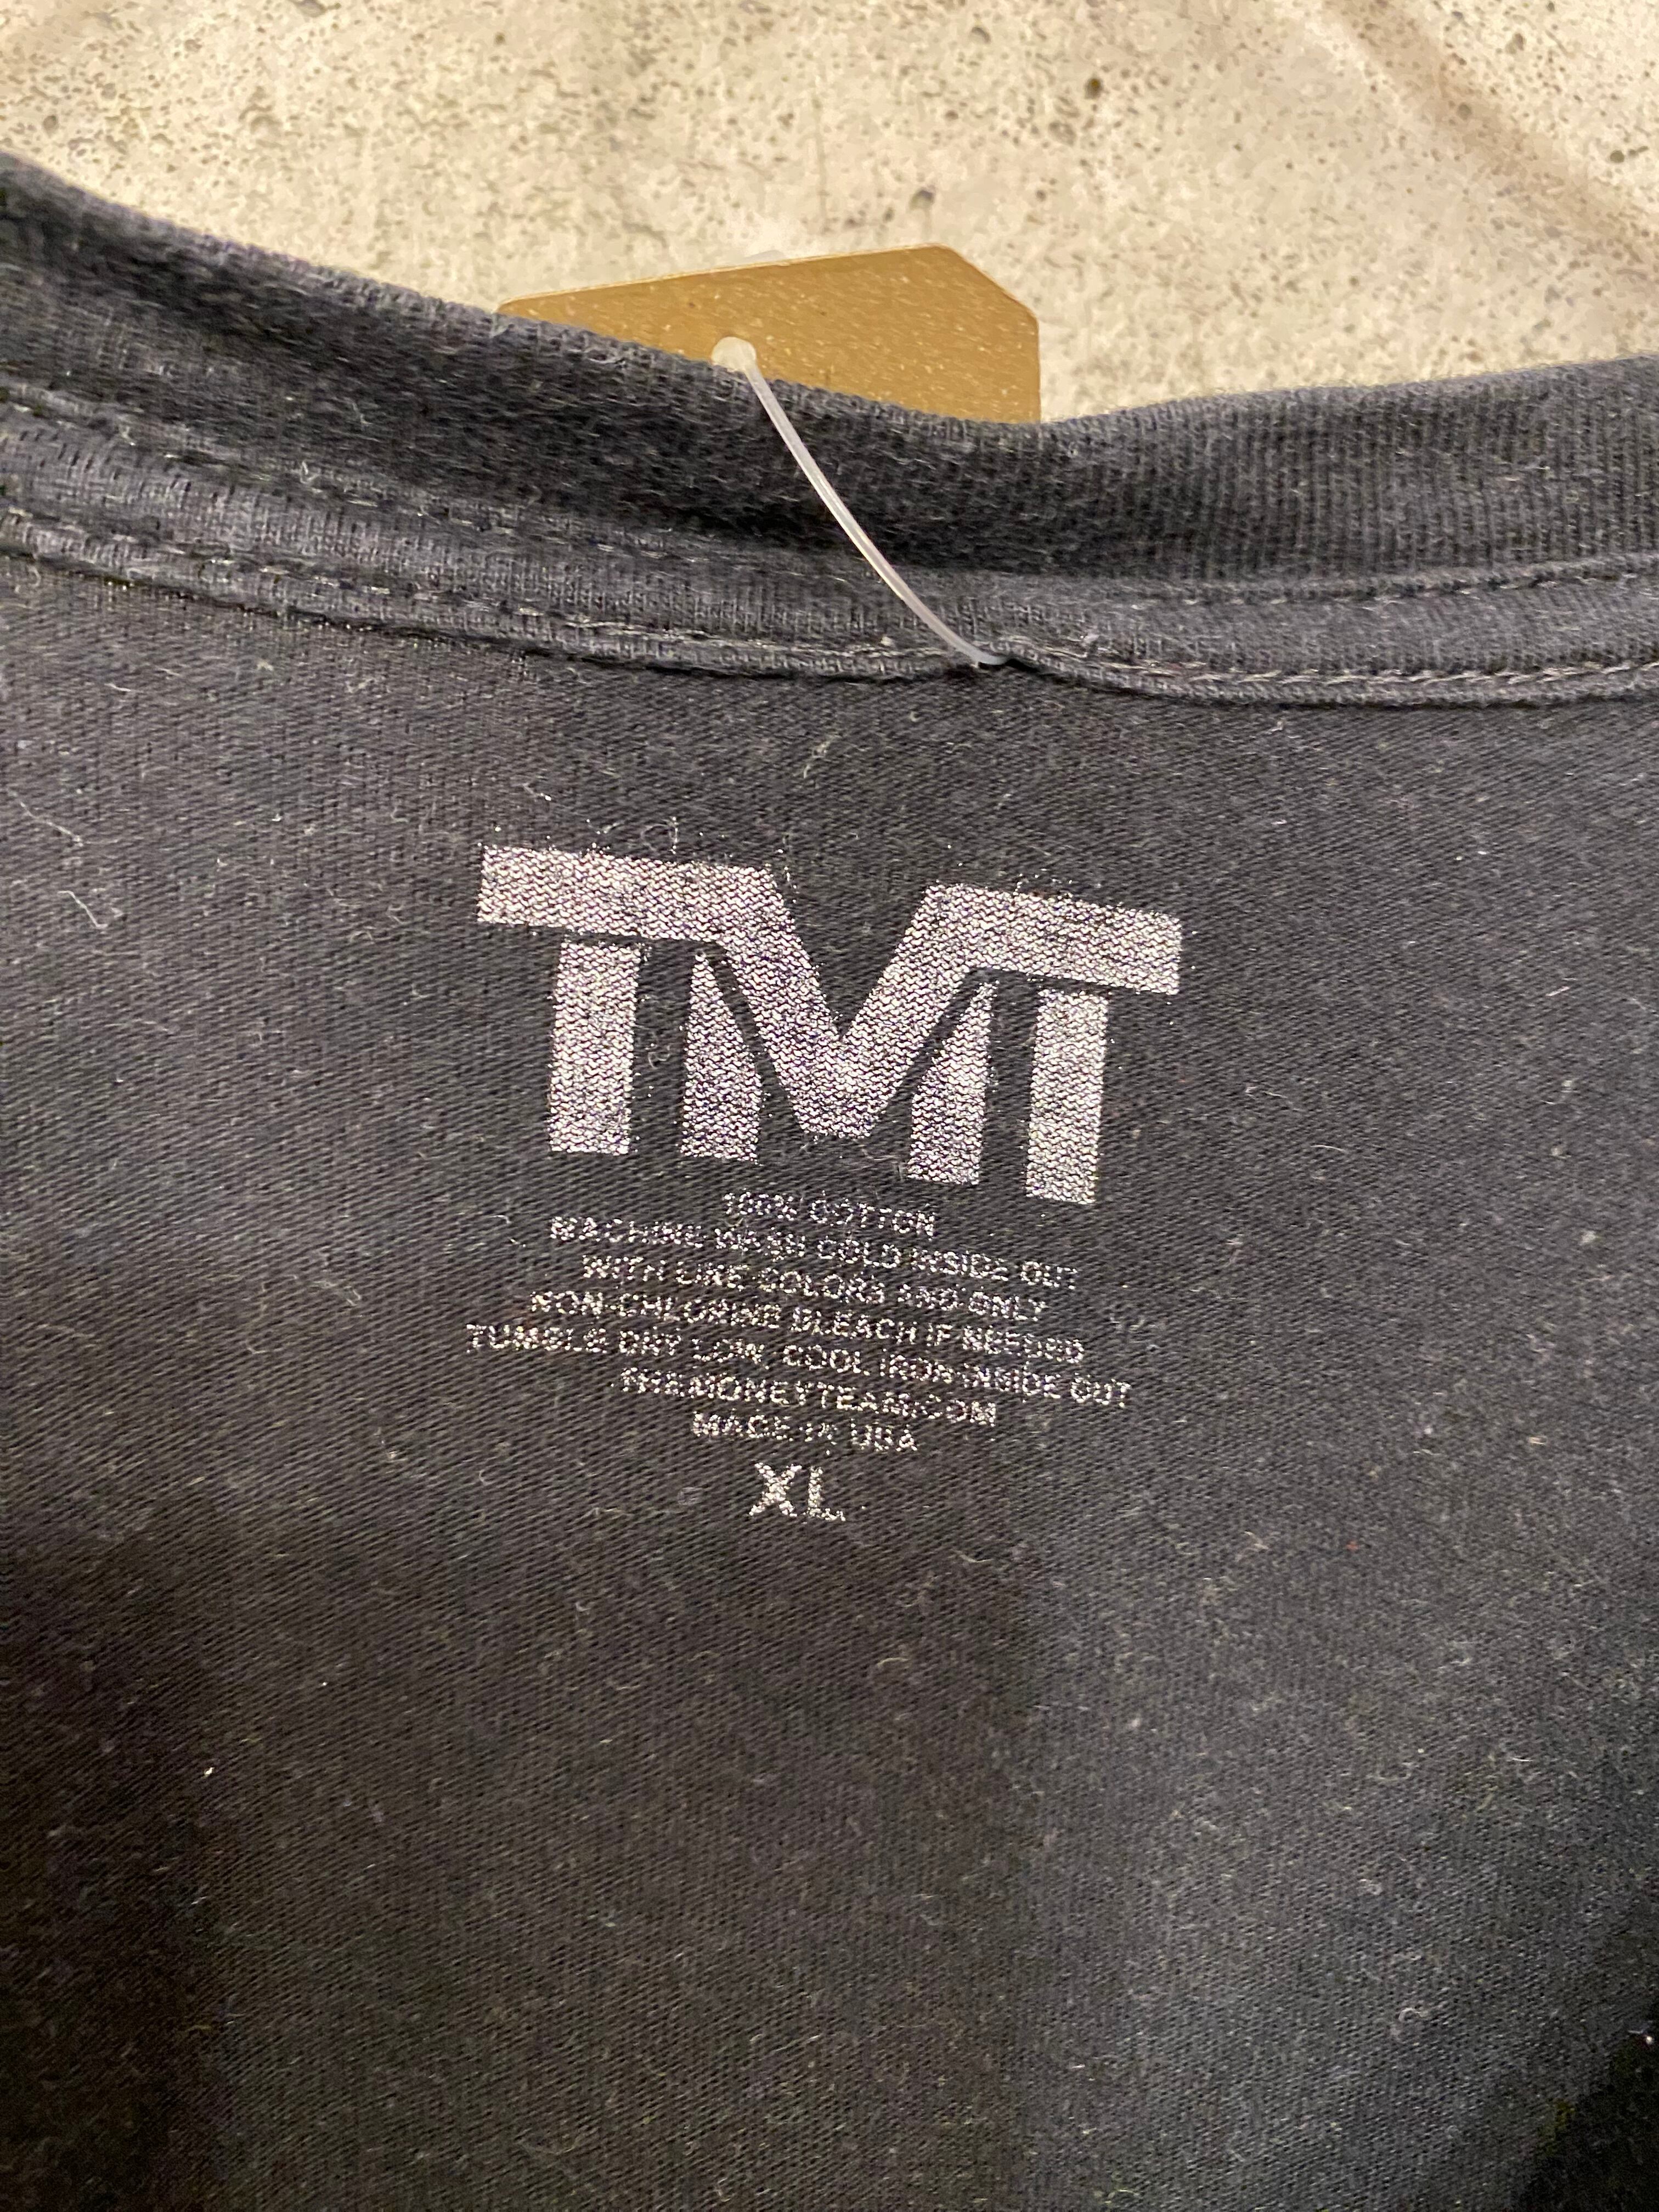 TMT
100% COTTON
MACHINE WASH COLD INSIDE OUT
WITH LIKE COLORS AND ONLY
NON-CHLORINE BLEACH IF NEEDED
TUMBLE DRY LOW, COOL IRON INSIDE OUT
THEMONEYTEAM.COM
MADE IN USA
XL